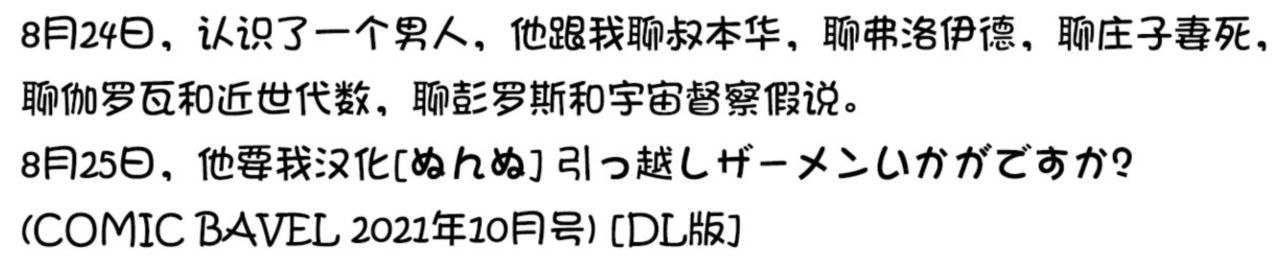 8月24日，认识了一个男人，他跟我聊叔本华，聊弗洛伊德，聊庄子妻死，
聊伽罗瓦和近世代数，聊彭罗斯和宇宙督察假说。
8月25日，他要我汉化[ぬんぬ] 引っ越しザーメンいかがですか?
(COMIC BAVEL 2021年10月号) [DL版]